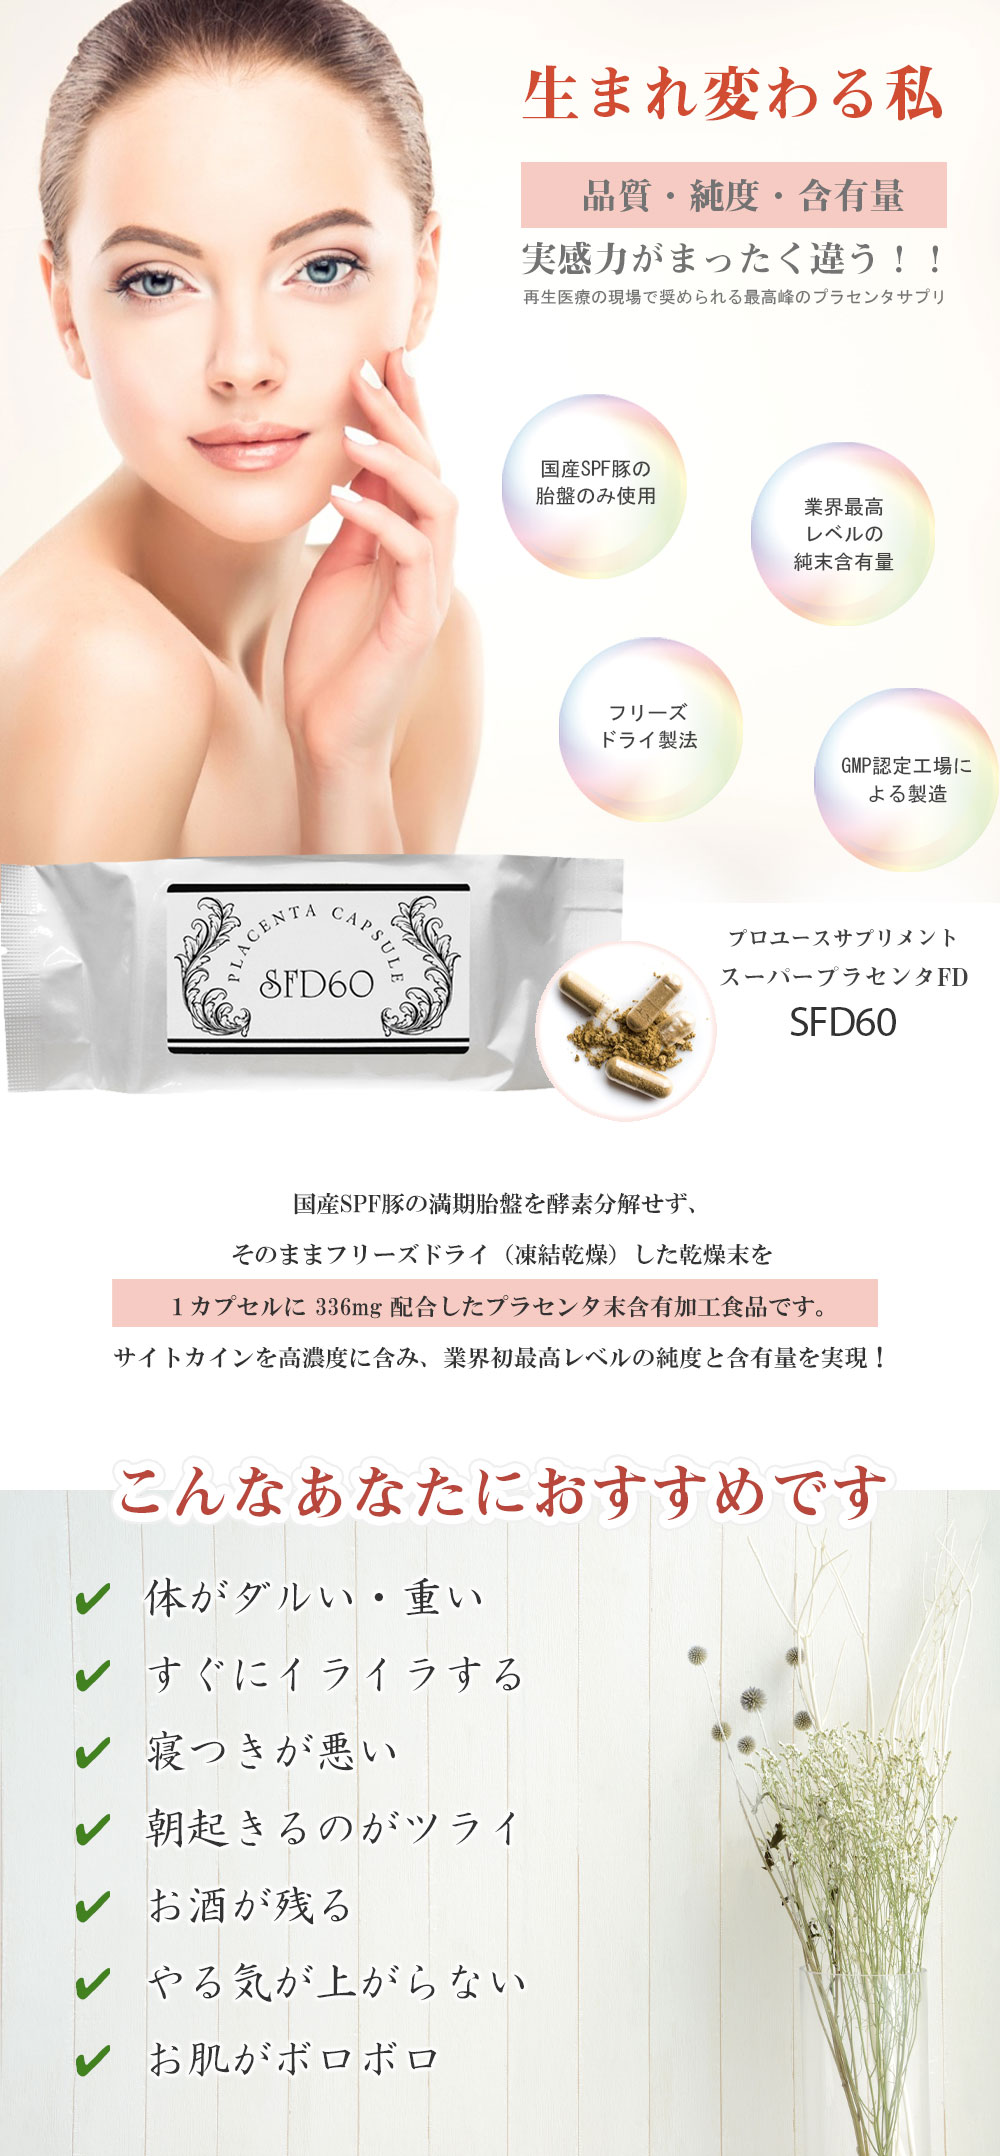 生まれ変わる私
品質・純度・含有量
実感力がまったく違う！！
再生医療の現場で奨められる最高峰のプラセンタサプリ
国産SPF豚の
胎盤のみ使用
業界最高
レベルの
純末含有量
フリーズ
ドライ製法
GMP認定工場に
よる製造
PLACENTA CAPSULE
SFD60
プロユースサプリメント
スーパープラセンタFD
SFD60
国産SPF豚の満期胎盤を酵素分解せず、
そのままフリーズドライ（凍結乾燥）した乾燥末を
１カプセルに 336mg 配合したプラセンタ末含有加工食品です。
サイトカインを高濃度に含み、業界初最高レベルの純度と含有量を実現！
こんなあなたにおすすめです
✔ 体がダルい・重い
✔ すぐにイライラする
✔ 寝つきが悪い
✔ 朝起きるのがツライ
✔ お酒が残る
✔ やる気が上がらない
✔ お肌がボロボロ